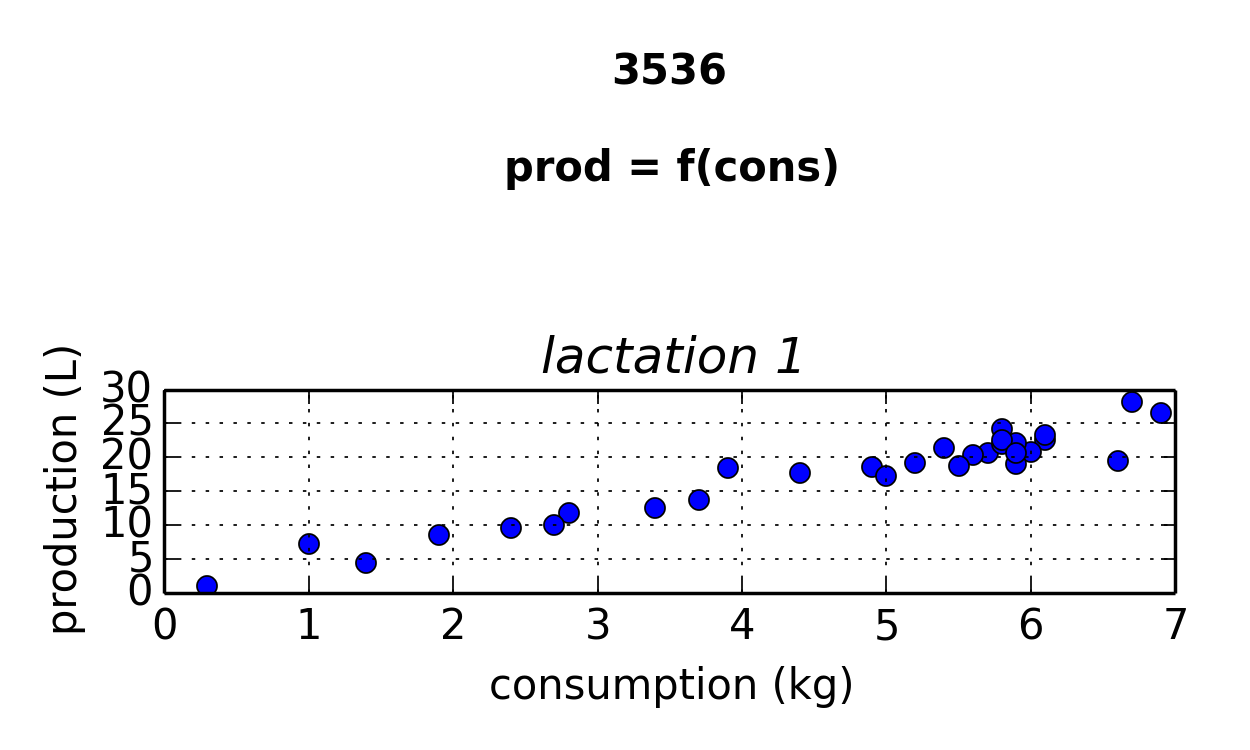 3536
prod = f(cons)
lactation 1
production (L)
30
25
20
15
10
5
0
0 1 2 3 4 5 6 7
consumption (kg)